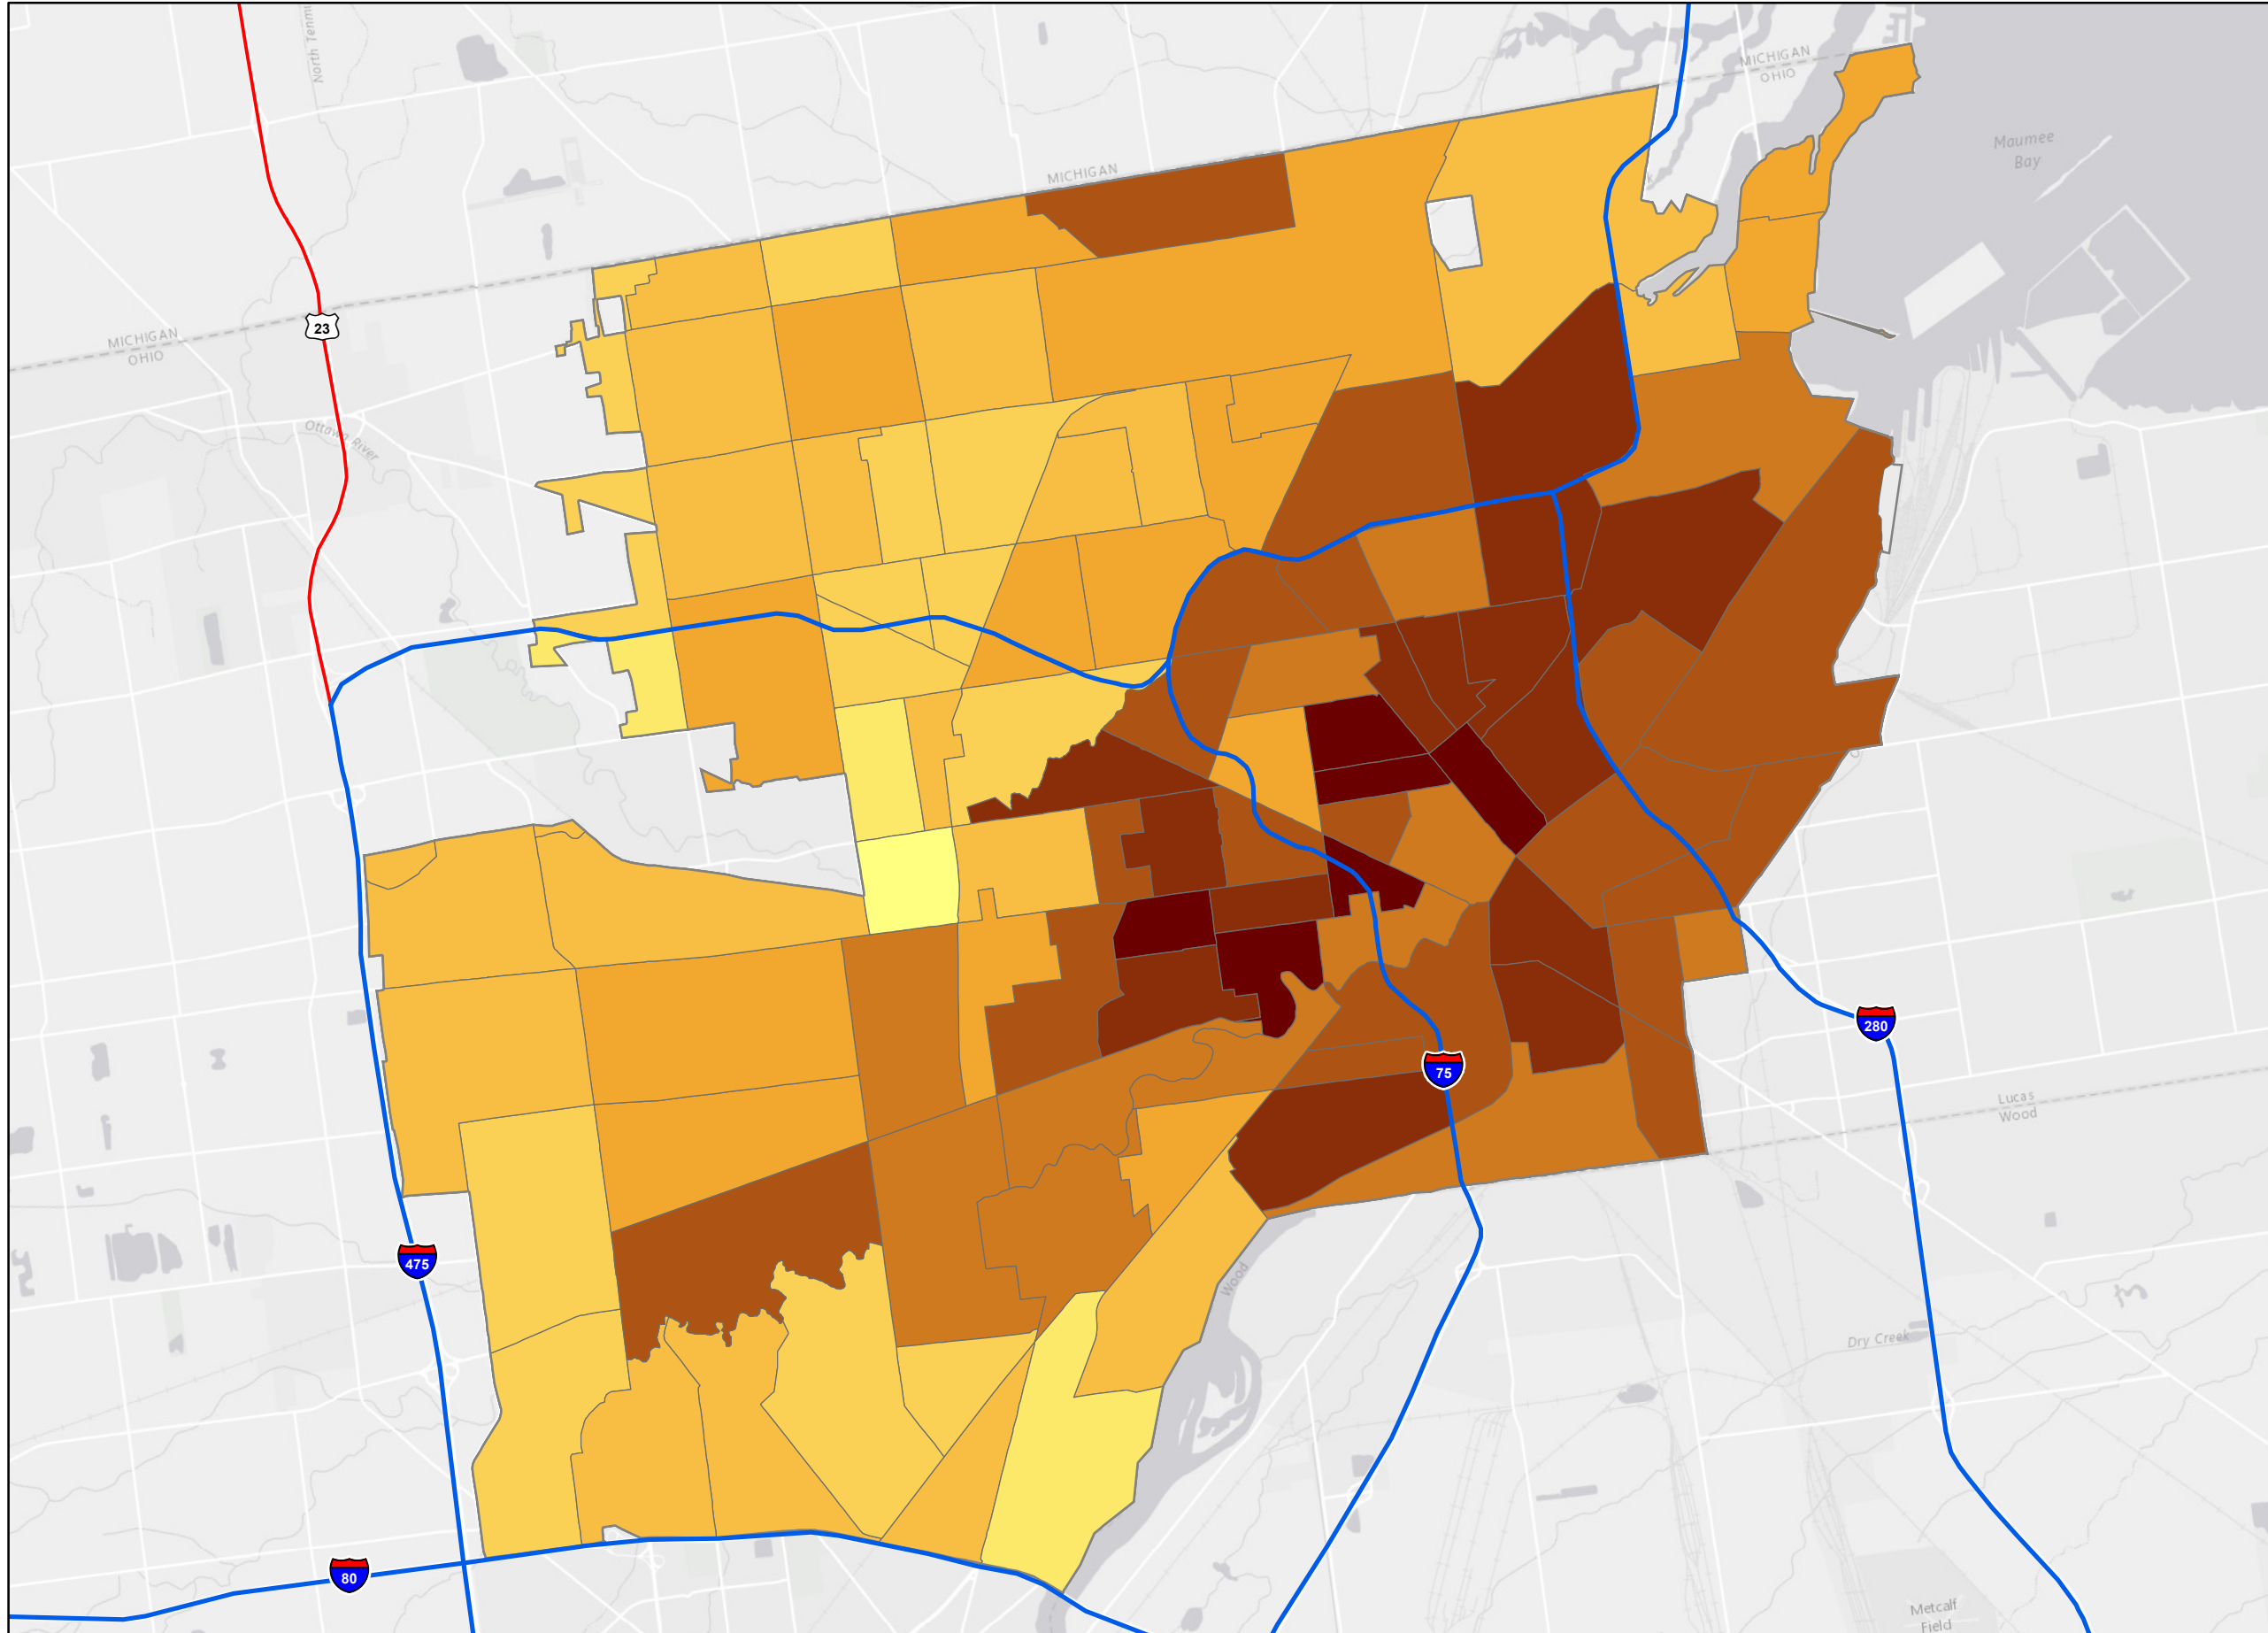 North Tenm
MICHIGAN
OHIO
Maumee
Bay
MICHIGAN
23
MICHIGAN
OHIO
Ottawa River
280
75
Lucas
Wood
475
Wood
Dry Creek
80
Metcalf
Field